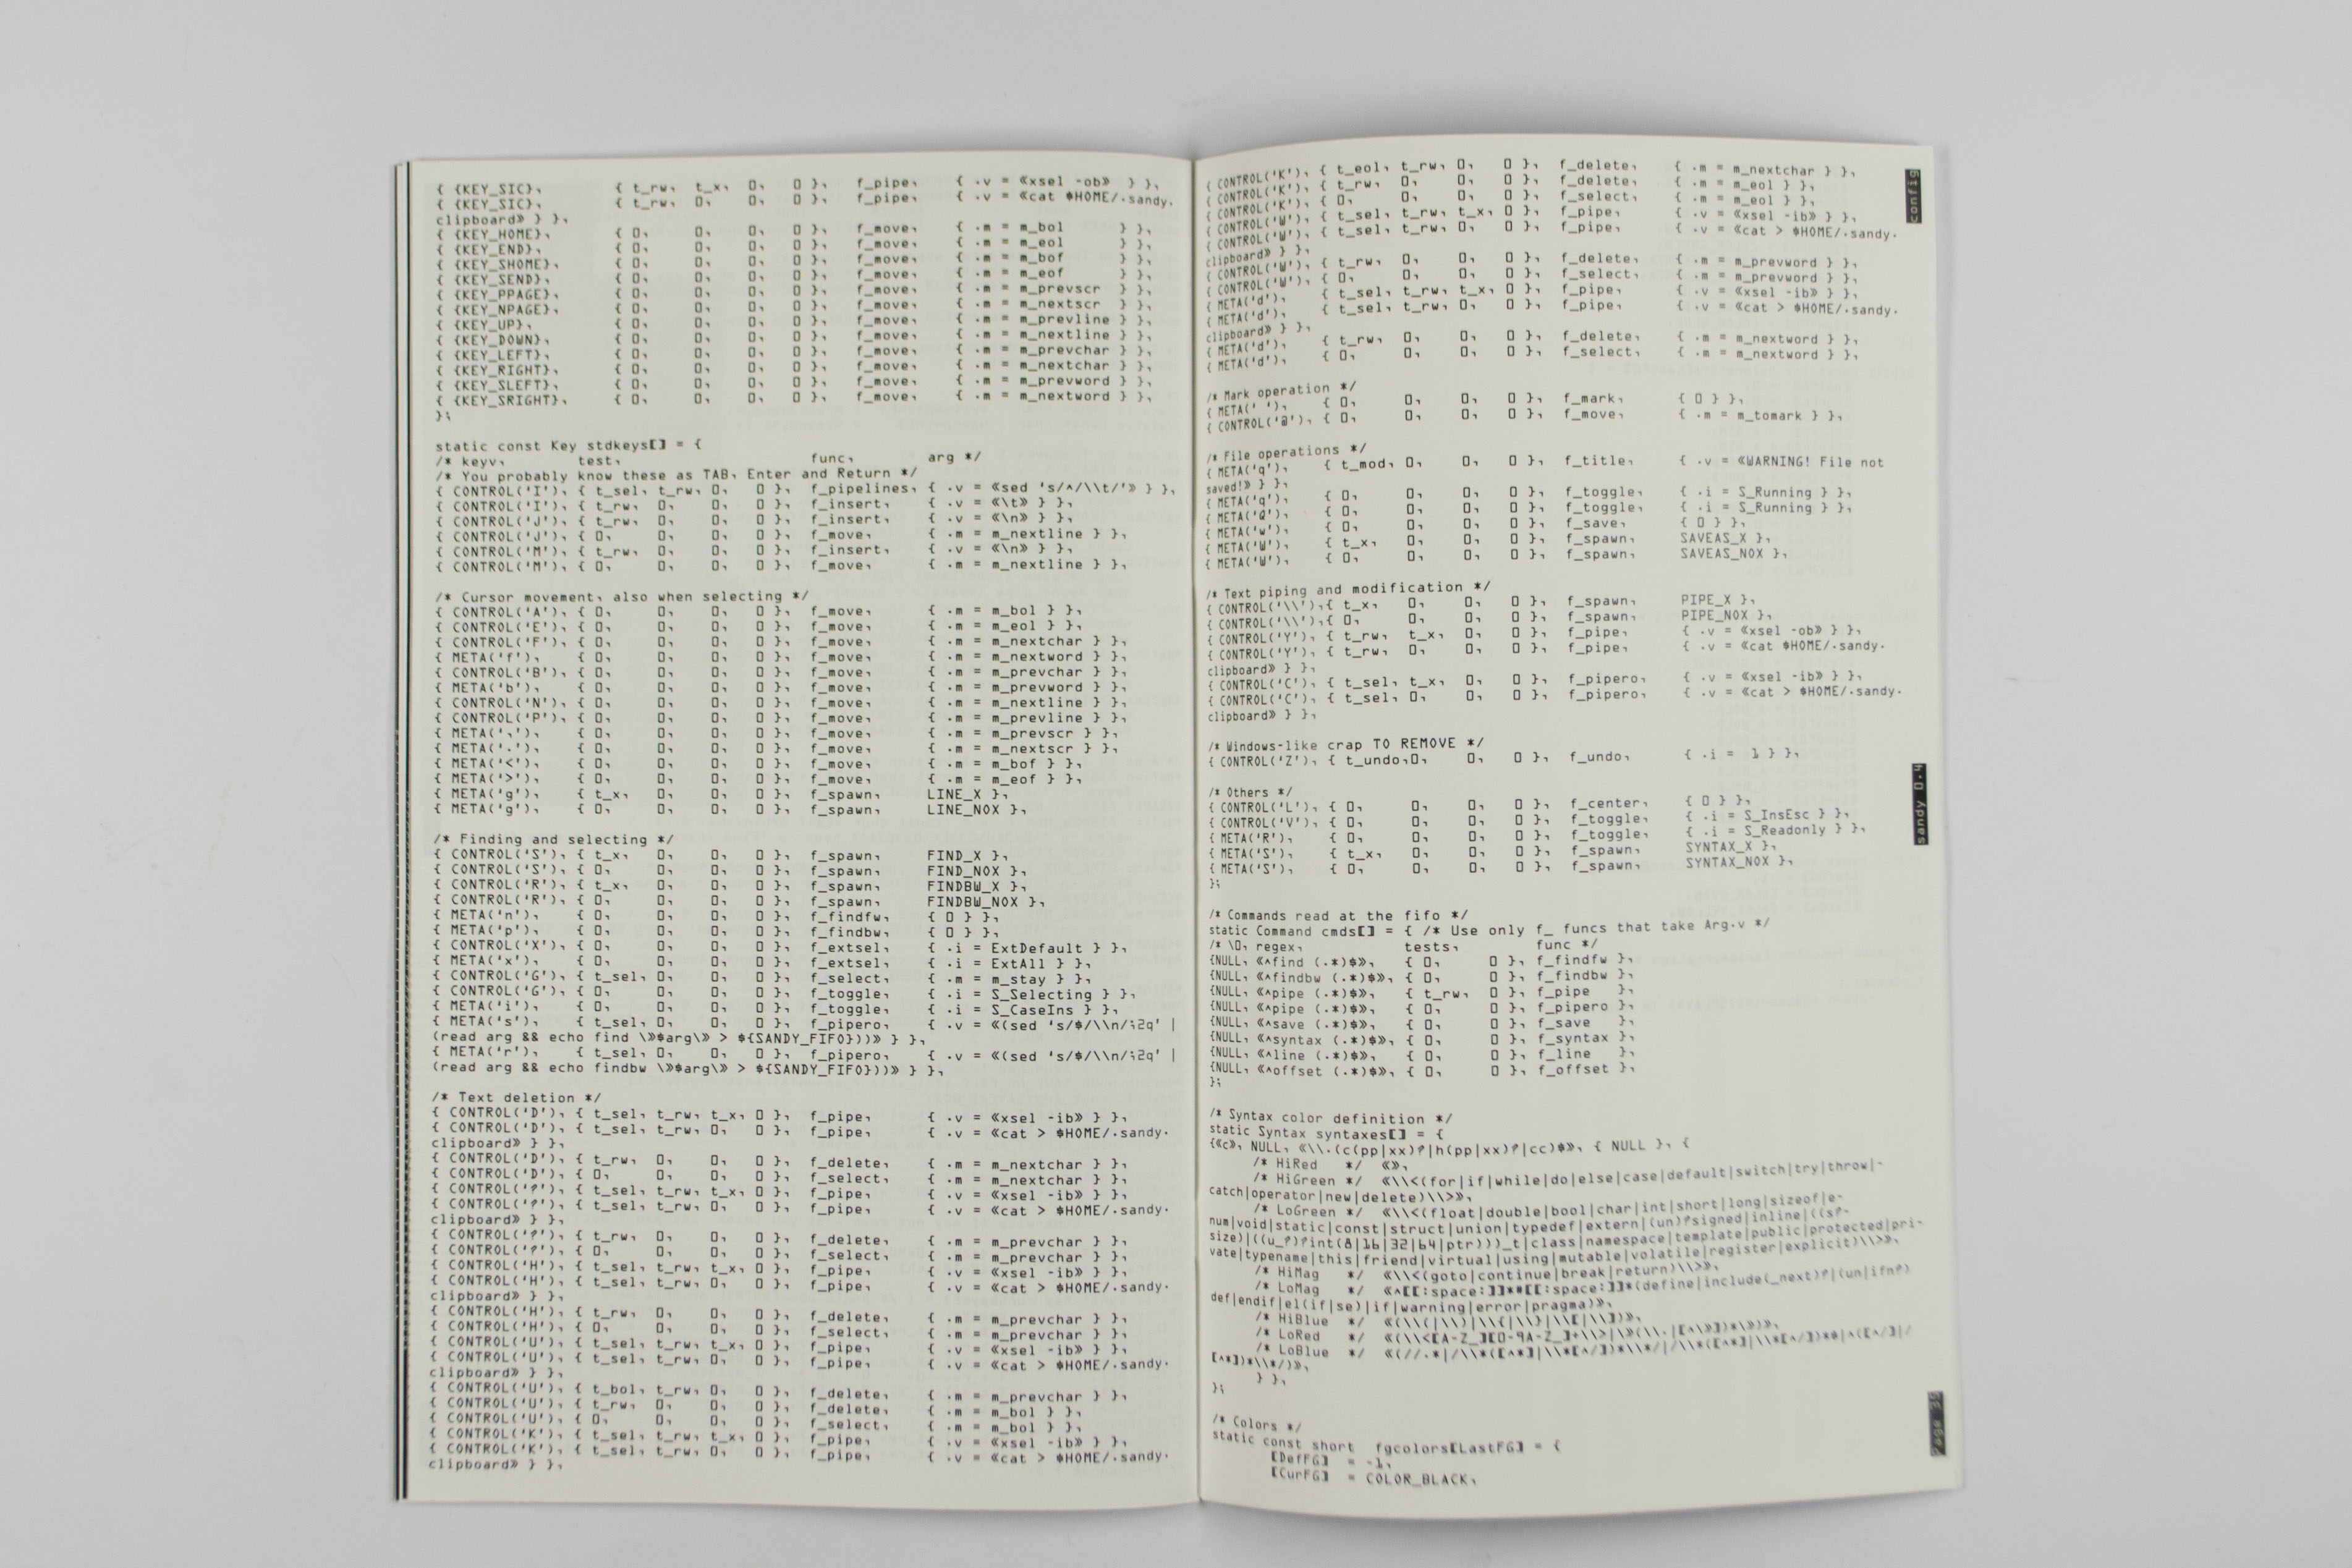 { {KEY_SIC}, { t_rw, t_x, 0, 0 }, f_pipe, { .v = «xsel -ob» } },
{ {KEY_SIC}, { t_rw, 0, 0, 0 }, f_pipe, { .v = «cat $HOME/.sandy.
clipboard» } },
{ {KEY_HOME}, { 0, 0, 0, 0 }, f_move, { .m = m_bol } },
{ {KEY_END}, { 0, 0, 0, 0 }, f_move, { .m = m_eol } },
{ {KEY_SHOME}, { 0, 0, 0, 0 }, f_move, { .m = m_bof } },
{ {KEY_SEND}, { 0, 0, 0, 0 }, f_move, { .m = m_eof } },
{ {KEY_PPAGE}, { 0, 0, 0, 0 }, f_move, { .m = m_prevscr } },
{ {KEY_NPAGE}, { 0, 0, 0, 0 }, f_move, { .m = m_nextscr } },
{ {KEY_UP}, { 0, 0, 0, 0 }, f_move, { .m = m_prevline } },
{ {KEY_DOWN}, { 0, 0, 0, 0 }, f_move, { .m = m_nextline } },
{ {KEY_LEFT}, { 0, 0, 0, 0 }, f_move, { .m = m_prevchar } },
{ {KEY_RIGHT}, { 0, 0, 0, 0 }, f_move, { .m = m_nextchar } },
{ {KEY_SLEFT}, { 0, 0, 0, 0 }, f_move, { .m = m_prevword } },
{ {KEY_SRIGHT}, { 0, 0, 0, 0 }, f_move, { .m = m_nextword } },
};
static const Key stdkeys[] = {
/* keyv, test, func, arg */
/* You probably know these as TAB, Enter and Return */
{ CONTROL('I'), { t_sel, t_rw, 0, 0 }, f_pipelines, { .v = «sed 's/^/\\t/'» } },
{ CONTROL('I'), { t_rw, 0, 0, 0 }, f_insert, { .v = «\t» } },
{ CONTROL('J'), { t_rw, 0, 0, 0 }, f_insert, { .v = «\n» } },
{ CONTROL('J'), { 0, 0, 0, 0 }, f_move, { .m = m_nextline } },
{ CONTROL('M'), { t_rw, 0, 0, 0 }, f_insert, { .v = «\n» } },
{ CONTROL('M'), { 0, 0, 0, 0 }, f_move, { .m = m_nextline } },
/* Cursor movement, also when selecting */
{ CONTROL('A'), { 0, 0, 0, 0 }, f_move, { .m = m_bol } },
{ CONTROL('E'), { 0, 0, 0, 0 }, f_move, { .m = m_eol } },
{ CONTROL('F'), { 0, 0, 0, 0 }, f_move, { .m = m_nextchar } },
{ META('f'), { 0, 0, 0, 0 }, f_move, { .m = m_nextword } },
{ CONTROL('B'), { 0, 0, 0, 0 }, f_move, { .m = m_prevchar } },
{ META('b'), { 0, 0, 0, 0 }, f_move, { .m = m_prevword } },
{ CONTROL('N'), { 0, 0, 0, 0 }, f_move, { .m = m_nextline } },
{ CONTROL('P'), { 0, 0, 0, 0 }, f_move, { .m = m_prevline } },
{ META(','), { 0, 0, 0, 0 }, f_move, { .m = m_prevscr } },
{ META('.'), { 0, 0, 0, 0 }, f_move, { .m = m_nextscr } },
{ META('<'), { 0, 0, 0, 0 }, f_move, { .m = m_bof } },
{ META('>'), { 0, 0, 0, 0 }, f_move, { .m = m_eof } },
{ META('g'), { t_x, 0, 0, 0 }, f_spawn, LINE_X },
{ META('g'), { 0, 0, 0, 0 }, f_spawn, LINE_NOX },
/* Finding and selecting */
{ CONTROL('S'), { t_x, 0, 0, 0 }, f_spawn, FIND_X },
{ CONTROL('S'), { 0, 0, 0, 0 }, f_spawn, FIND_NOX },
{ CONTROL('R'), { t_x, 0, 0, 0 }, f_spawn, FINDBW_X },
{ CONTROL('R'), { 0, 0, 0, 0 }, f_spawn, FINDBW_NOX },
{ META('n'), { 0, 0, 0, 0 }, f_findfw, { 0 } },
{ META('p'), { 0, 0, 0, 0 }, f_findbw, { 0 } },
{ CONTROL('X'), { 0, 0, 0, 0 }, f_extsel, { .i = ExtDefault } },
{ META('x'), { 0, 0, 0, 0 }, f_extsel, { .i = ExtAll } },
{ CONTROL('G'), { t_sel, 0, 0, 0 }, f_select, { .m = m_stay } },
{ CONTROL('G'), { 0, 0, 0, 0 }, f_toggle, { .i = S_Selecting } },
{ META('i'), { 0, 0, 0, 0 }, f_toggle, { .i = S_CaseIns } },
{ META('s'), { t_sel, 0, 0, 0 }, f_pipero, { .v = «(sed 's/$/\\n/;2q' |
(read arg && echo find \»$arg\» > ${SANDY_FIFO}))» } },
{ META('r'), { t_sel, 0, 0, 0 }, f_pipero, { .v = «(sed 's/$/\\n/;2q' |
(read arg && echo findbw \»$arg\» > ${SANDY_FIFO}))» } },
/* Text deletion */
{ CONTROL('D'), { t_sel, t_rw, t_x, 0 }, f_pipe, { .v = «xsel -ib» } },
{ CONTROL('D'), { t_sel, t_rw, 0, 0 }, f_pipe, { .v = «cat > $HOME/.sandy.
clipboard» } },
{ CONTROL('D'), { t_rw, 0, 0, 0 }, f_delete, { .m = m_nextchar } },
{ CONTROL('D'), { 0, 0, 0, 0 }, f_select, { .m = m_nextchar } },
{ CONTROL('?'), { t_sel, t_rw, t_x, 0 }, f_pipe, { .v = «xsel -ib» } },
{ CONTROL('?'), { t_sel, t_rw, 0, 0 }, f_pipe, { .v = «cat > $HOME/.sandy.
clipboard» } },
{ CONTROL('?'), { t_rw, 0, 0, 0 }, f_delete, { .m = m_prevchar } },
{ CONTROL('?'), { 0, 0, 0, 0 }, f_select, { .m = m_prevchar } },
{ CONTROL('H'), { t_sel, t_rw, t_x, 0 }, f_pipe, { .v = «xsel -ib» } },
{ CONTROL('H'), { t_sel, t_rw, 0, 0 }, f_pipe, { .v = «cat > $HOME/.sandy.
clipboard» } },
{ CONTROL('H'), { t_rw, 0, 0, 0 }, f_delete, { .m = m_prevchar } },
{ CONTROL('H'), { 0, 0, 0, 0 }, f_select, { .m = m_prevchar } },
{ CONTROL('U'), { t_sel, t_rw, t_x, 0 }, f_pipe, { .v = «xsel -ib» } },
{ CONTROL('U'), { t_sel, t_rw, 0, 0 }, f_pipe, { .v = «cat > $HOME/.sandy.
clipboard» } },
{ CONTROL('U'), { t_bol, t_rw, 0, 0 }, f_delete, { .m = m_prevchar } },
{ CONTROL('U'), { t_rw, 0, 0, 0 }, f_delete, { .m = m_bol } },
{ CONTROL('U'), { 0, 0, 0, 0 }, f_select, { .m = m_bol } },
{ CONTROL('K'), { t_sel, t_rw, t_x, 0 }, f_pipe, { .v = «xsel -ib» } },
{ CONTROL('K'), { t_sel, t_rw, 0, 0 }, f_pipe, { .v = «cat > $HOME/.sandy.
clipboard» } },
{ CONTROL('K'), { t_eol, t_rw, 0, 0 }, f_delete, { .m = m_nextchar } },
{ CONTROL('K'), { t_rw, 0, 0, 0 }, f_delete, { .m = m_eol } },
{ CONTROL('K'), { 0, 0, 0, 0 }, f_select, { .m = m_eol } },
{ CONTROL('W'), { t_sel, t_rw, t_x, 0 }, f_pipe, { .v = «xsel -ib» } },
{ CONTROL('W'), { t_sel, t_rw, 0, 0 }, f_pipe, { .v = «cat > $HOME/.sandy.
clipboard» } },
{ CONTROL('W'), { t_rw, 0, 0, 0 }, f_delete, { .m = m_prevword } },
{ CONTROL('W'), { 0, 0, 0, 0 }, f_select, { .m = m_prevword } },
{ META('d'), { t_sel, t_rw, t_x, 0 }, f_pipe, { .v = «xsel -ib» } },
{ META('d'), { t_sel, t_rw, 0, 0 }, f_pipe, { .v = «cat > $HOME/.sandy.
clipboard» } },
{ META('d'), { t_rw, 0, 0, 0 }, f_delete, { .m = m_nextword } },
{ META('d'), { 0, 0, 0, 0 }, f_select, { .m = m_nextword } },
/* Mark operation */
{ META(' '), { 0, 0, 0, 0 }, f_mark, { 0 } },
{ CONTROL('@'), { 0, 0, 0, 0 }, f_move, { .m = m_tomark } },
/* File operations */
{ META('q'), { t_mod, 0, 0, 0 }, f_title, { .v = «WARNING! File not
saved!» } },
{ META('q'), { 0, 0, 0, 0 }, f_toggle, { .i = S_Running } },
{ META('Q'), { 0, 0, 0, 0 }, f_toggle, { .i = S_Running } },
{ META('w'), { 0, 0, 0, 0 }, f_save, { 0 } },
{ META('W'), { t_x, 0, 0, 0 }, f_spawn, SAVEAS_X },
{ META('W'), { 0, 0, 0, 0 }, f_spawn, SAVEAS_NOX },
/* Text piping and modification */
{ CONTROL('\\'),{ t_x, 0, 0, 0 }, f_spawn, PIPE_X },
{ CONTROL('\\'),{ 0, 0, 0, 0 }, f_spawn, PIPE_NOX },
{ CONTROL('Y'), { t_rw, t_x, 0, 0 }, f_pipe, { .v = «xsel -ob» } },
{ CONTROL('Y'), { t_rw, 0, 0, 0 }, f_pipe, { .v = «cat $HOME/.sandy.
clipboard» } },
{ CONTROL('C'), { t_sel, t_x, 0, 0 }, f_pipero, { .v = «xsel -ib» } },
{ CONTROL('C'), { t_sel, 0, 0, 0 }, f_pipero, { .v = «cat > $HOME/.sandy.
clipboard» } },
/* Windows-like crap TO REMOVE */
{ CONTROL('Z'), { t_undo,0, 0, 0 }, f_undo, { .i = 1 } },
/* Others */
{ CONTROL('L'), { 0, 0, 0, 0 }, f_center, { 0 } },
{ CONTROL('V'), { 0, 0, 0, 0 }, f_toggle, { .i = S_InsEsc } },
{ META('R'), { 0, 0, 0, 0 }, f_toggle, { .i = S_Readonly } },
{ META('S'), { t_x, 0, 0, 0 }, f_spawn, SYNTAX_X },
{ META('S'), { 0, 0, 0, 0 }, f_spawn, SYNTAX_NOX },
};
/* Commands read at the fifo */
static Command cmds[] = { /* Use only f_ funcs that take Arg.v */
/* \0, regex, tests, func */
{NULL, «^find (.*)$», { 0, 0 }, f_findfw },
{NULL, «^findbw (.*)$», { 0, 0 }, f_findbw },
{NULL, «^pipe (.*)$», { t_rw, 0 }, f_pipe },
{NULL, «^pipe (.*)$», { 0, 0 }, f_pipero },
{NULL, «^save (.*)$», { 0, 0 }, f_save },
{NULL, «^syntax (.*)$», { 0, 0 }, f_syntax },
{NULL, «^line (.*)$», { 0, 0 }, f_line },
{NULL, «^offset (.*)$», { 0, 0 }, f_offset },
};
/* Syntax color definition */
static Syntax syntaxes[] = {
{«c», NULL, «\\.(c(pp|xx)?|h(pp|xx)?|cc)$», { NULL }, {
/* HiRed */ «»,
/* HiGreen */ «\\<(for|if|while|do|else|case|default|switch|try|throw|-
catch|operator|new|delete)\\>»,
/* LoGreen */ «\\<(float|double|bool|char|int|short|long|sizeof|e-
num|void|static|const|struct|union|typedef|extern|(un)?signed|inline|((s?-
size)|((u_?)?int(8|16|32|64|ptr)))_t|class|namespace|template|public|protected|pri-
vate|typename|this|friend|virtual|using|mutable|volatile|register|explicit)\\>»,
/* HiMag */ «\\<(goto|continue|break|return)\\>»,
/* LoMag */ «^[[:space:]]*#[[:space:]]*(define|include(_next)?|(un|ifn?)
def|endif|el(if|se)|if|warning|error|pragma)»,
/* HiBlue */ «(\\(|\\)|\\{|\\}|\\[|\\])»,
/* LoRed */ «(\\<[A-Z_][0-9A-Z_]+\\>|\»(\\.|[^\»])*\»)»,
/* LoBlue */ «(//.*|/\\*([^*]|\\*[^/])*\\*/|/\\*([^*]|\\*[^/])*$|^([^/]|/
[^*])*\\*/)»,
} },
};
/* Colors */
static const short fgcolors[LastFG] = {
[DefFG] = -1,
[CurFG] = COLOR_BLACK,
config
sandy 0.4